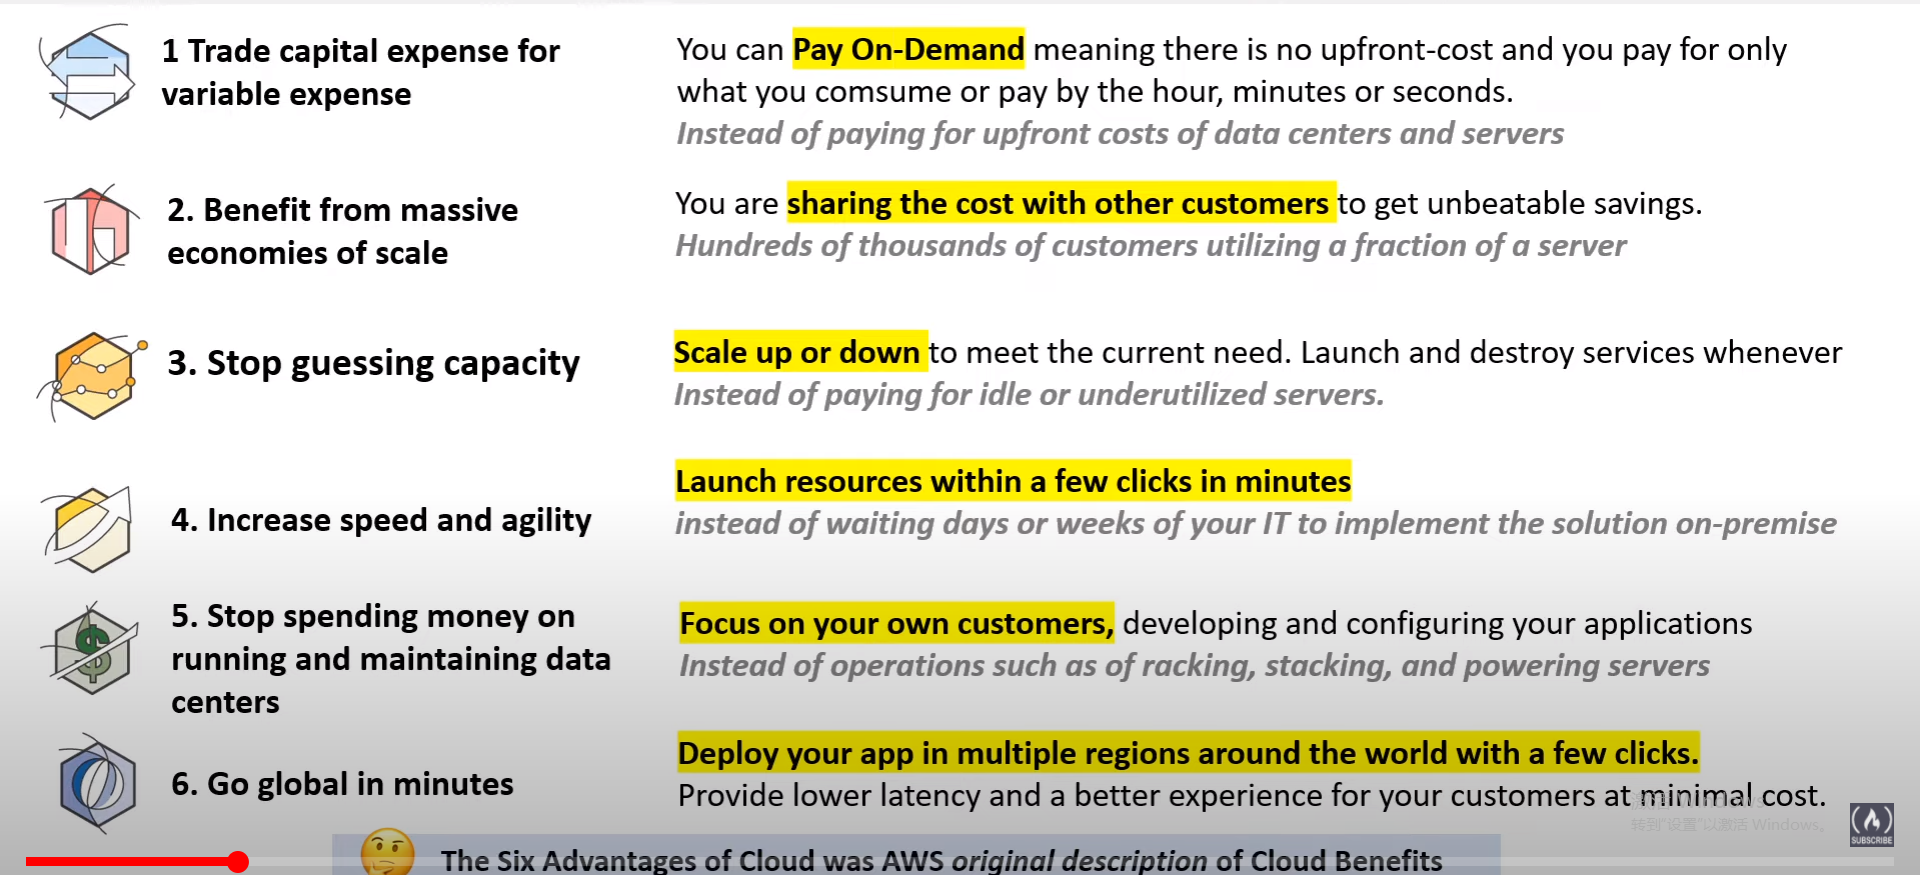 1 Trade capital expense for
variable expense
You can Pay On-Demand meaning there is no upfront-cost and you pay for only
what you comsume or pay by the hour, minutes or seconds.
Instead of paying for upfront costs of data centers and servers
2. Benefit from massive
economies of scale
You are sharing the cost with other customers to get unbeatable savings.
Hundreds of thousands of customers utilizing a fraction of a server
3. Stop guessing capacity
Scale up or down to meet the current need. Launch and destroy services whenever
Instead of paying for idle or underutilized servers.
4. Increase speed and agility
Launch resources within a few clicks in minutes
instead of waiting days or weeks of your IT to implement the solution on-premise
5. Stop spending money on
running and maintaining data
centers
Focus on your own customers, developing and configuring your applications
Instead of operations such as of racking, stacking, and powering servers
6. Go global in minutes
Deploy your app in multiple regions around the world with a few clicks.
Provide lower latency and a better experience for your customers at minimal cost.
激活 Windows
转到"设置"以激活 Windows。
SUBSCRIBE
The Six Advantages of Cloud was AWS original description of Cloud Benefits